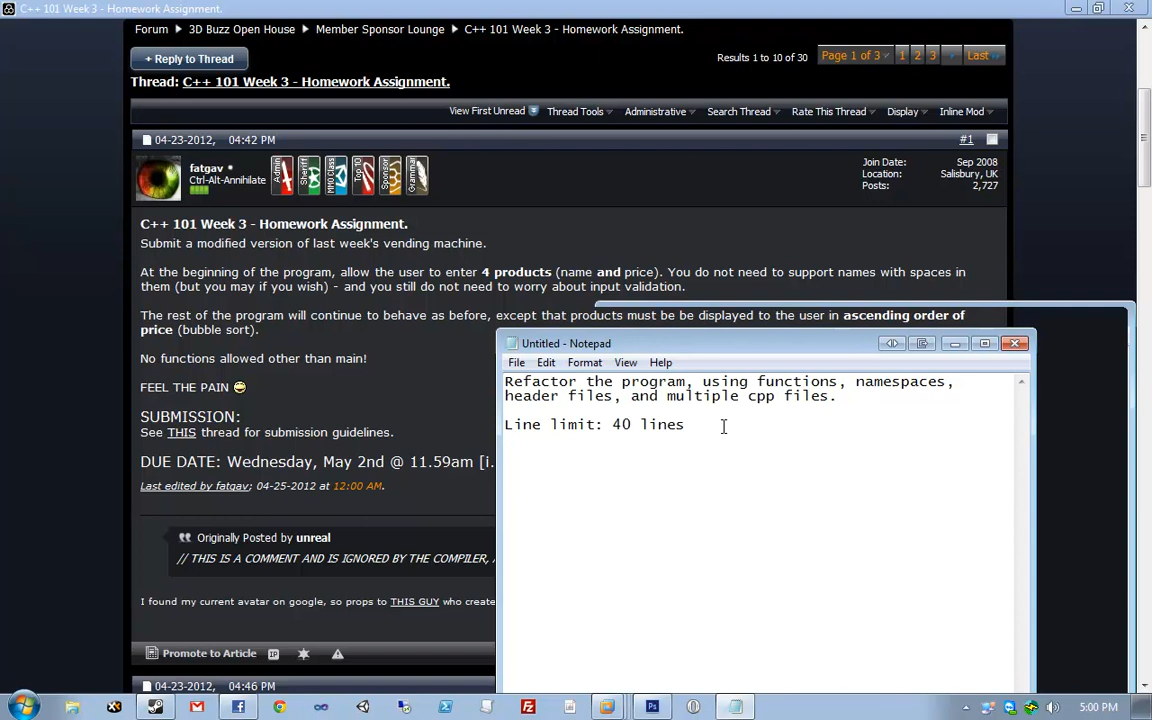 C++ 101 Week 3 - Homework Assignment.
Forum 3D Buzz Open House Member Sponsor Lounge C++ 101 Week 3 - Homework Assignment.
+ Reply to Thread
Results 1 to 10 of 30 Page 1 of 3 1 2 3 Last
Thread: C++ 101 Week 3 - Homework Assignment.
View First Unread Thread Tools Administrative Search Thread Rate This Thread Display Inline Mod
04-23-2012, 04:42 PM #1
fatgav
Ctrl-Alt-Annihilate
Admin
Sheriff
MMO Class
Top 10
Sponsor
Grammar
Join Date: Sep 2008
Location: Salisbury, UK
Posts: 2,727
C++ 101 Week 3 - Homework Assignment.
Submit a modified version of last week's vending machine.
At the beginning of the program, allow the user to enter 4 products (name and price). You do not need to support names with spaces in
them (but you may if you wish) - and you still do not need to worry about input validation.
The rest of the program will continue to behave as before, except that products must be be displayed to the user in ascending order of
price (bubble sort).
No functions allowed other than main!
FEEL THE PAIN
SUBMISSION:
See THIS thread for submission guidelines.
DUE DATE: Wednesday, May 2nd @ 11.59am [i.
Last edited by fatgav; 04-25-2012 at 12:00 AM.
Originally Posted by unreal
// THIS IS A COMMENT AND IS IGNORED BY THE COMPILER,
I found my current avatar on google, so props to THIS GUY who create
Promote to Article
04-23-2012, 04:46 PM
Untitled - Notepad
File Edit Format View Help
Refactor the program, using functions, namespaces,
header files, and multiple cpp files.
Line limit: 40 lines
5:00 PM